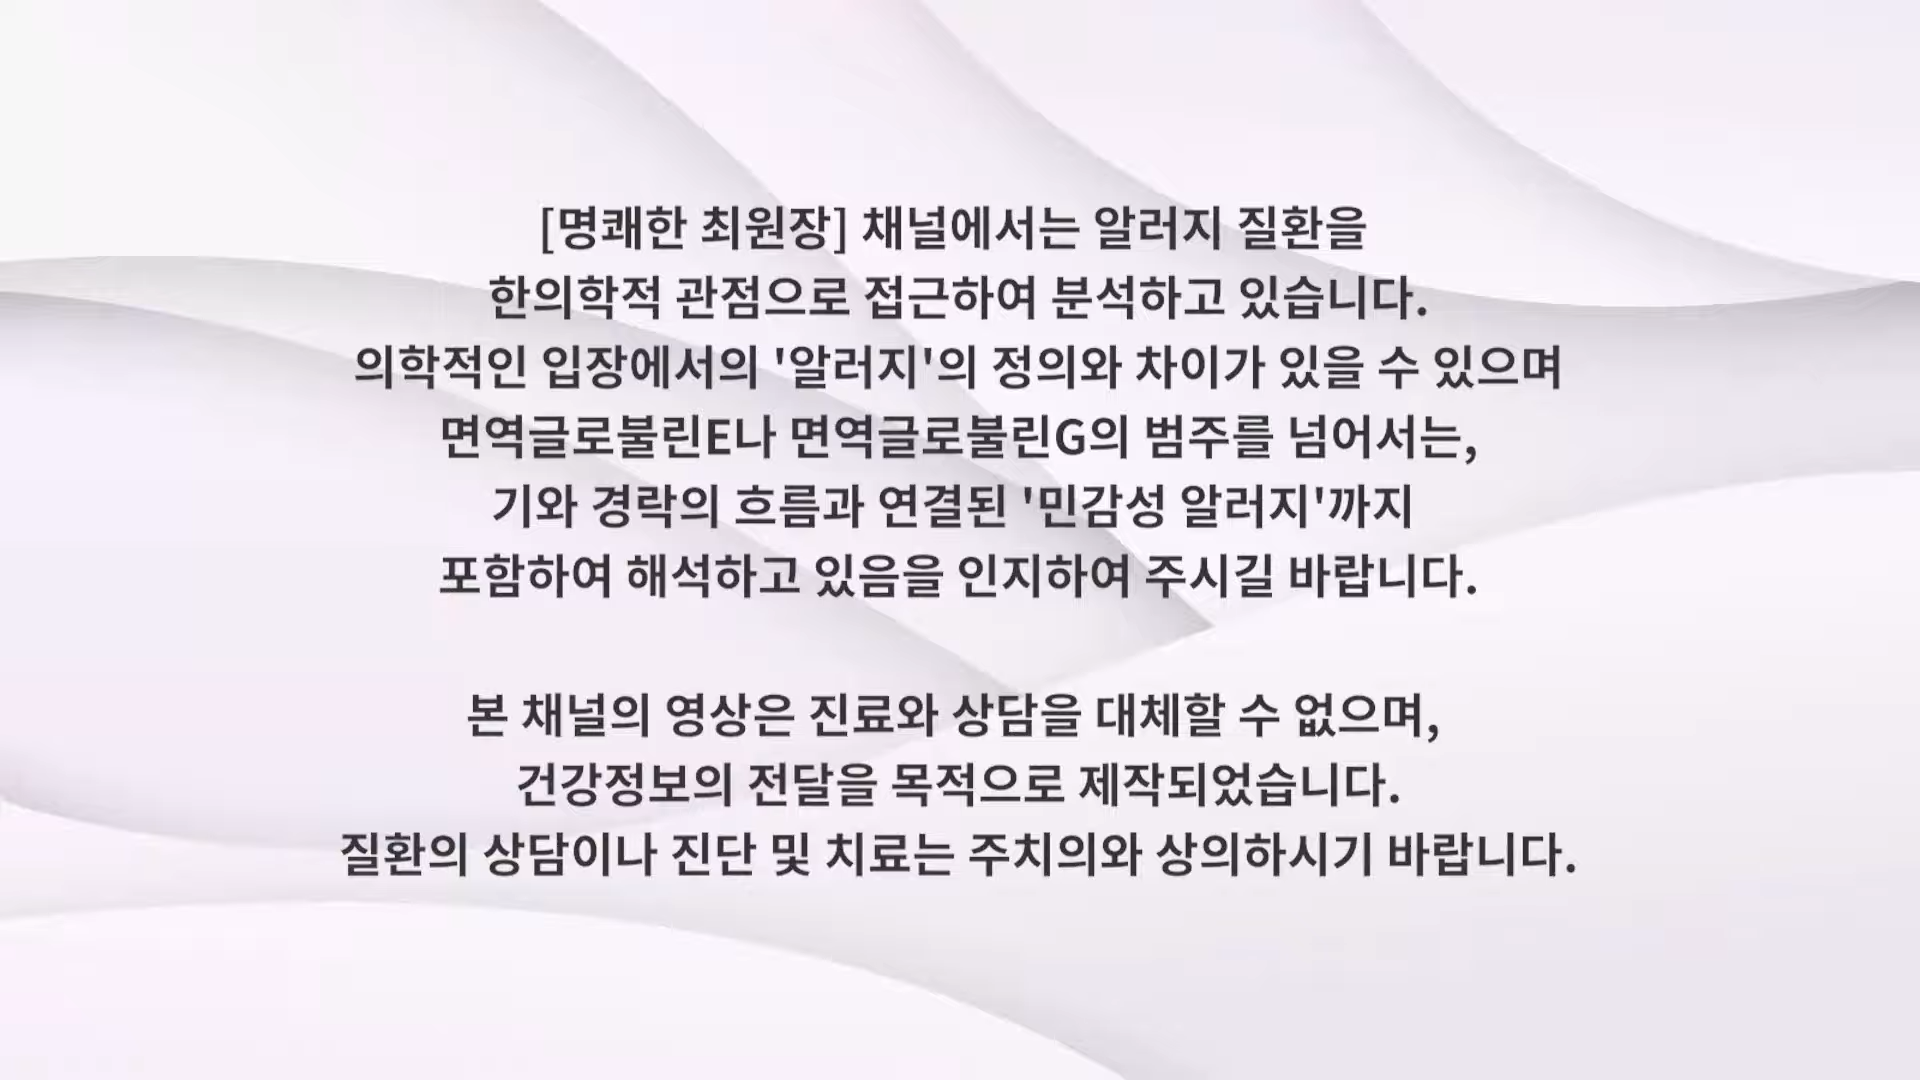 [명쾌한 최원장] 채널에서는 알러지 질환을
한의학적 관점으로 접근하여 분석하고 있습니다.
의학적인 입장에서의 '알러지'의 정의와 차이가 있을 수 있으며
면역글로불린E나 면역글로불린G의 범주를 넘어서는,
기와 경락의 흐름과 연결된 '민감성 알러지'까지
포함하여 해석하고 있음을 인지하여 주시길 바랍니다.
본 채널의 영상은 진료와 상담을 대체할 수 없으며,
건강정보의 전달을 목적으로 제작되었습니다.
질환의 상담이나 진단 및 치료는 주치의와 상의하시기 바랍니다.